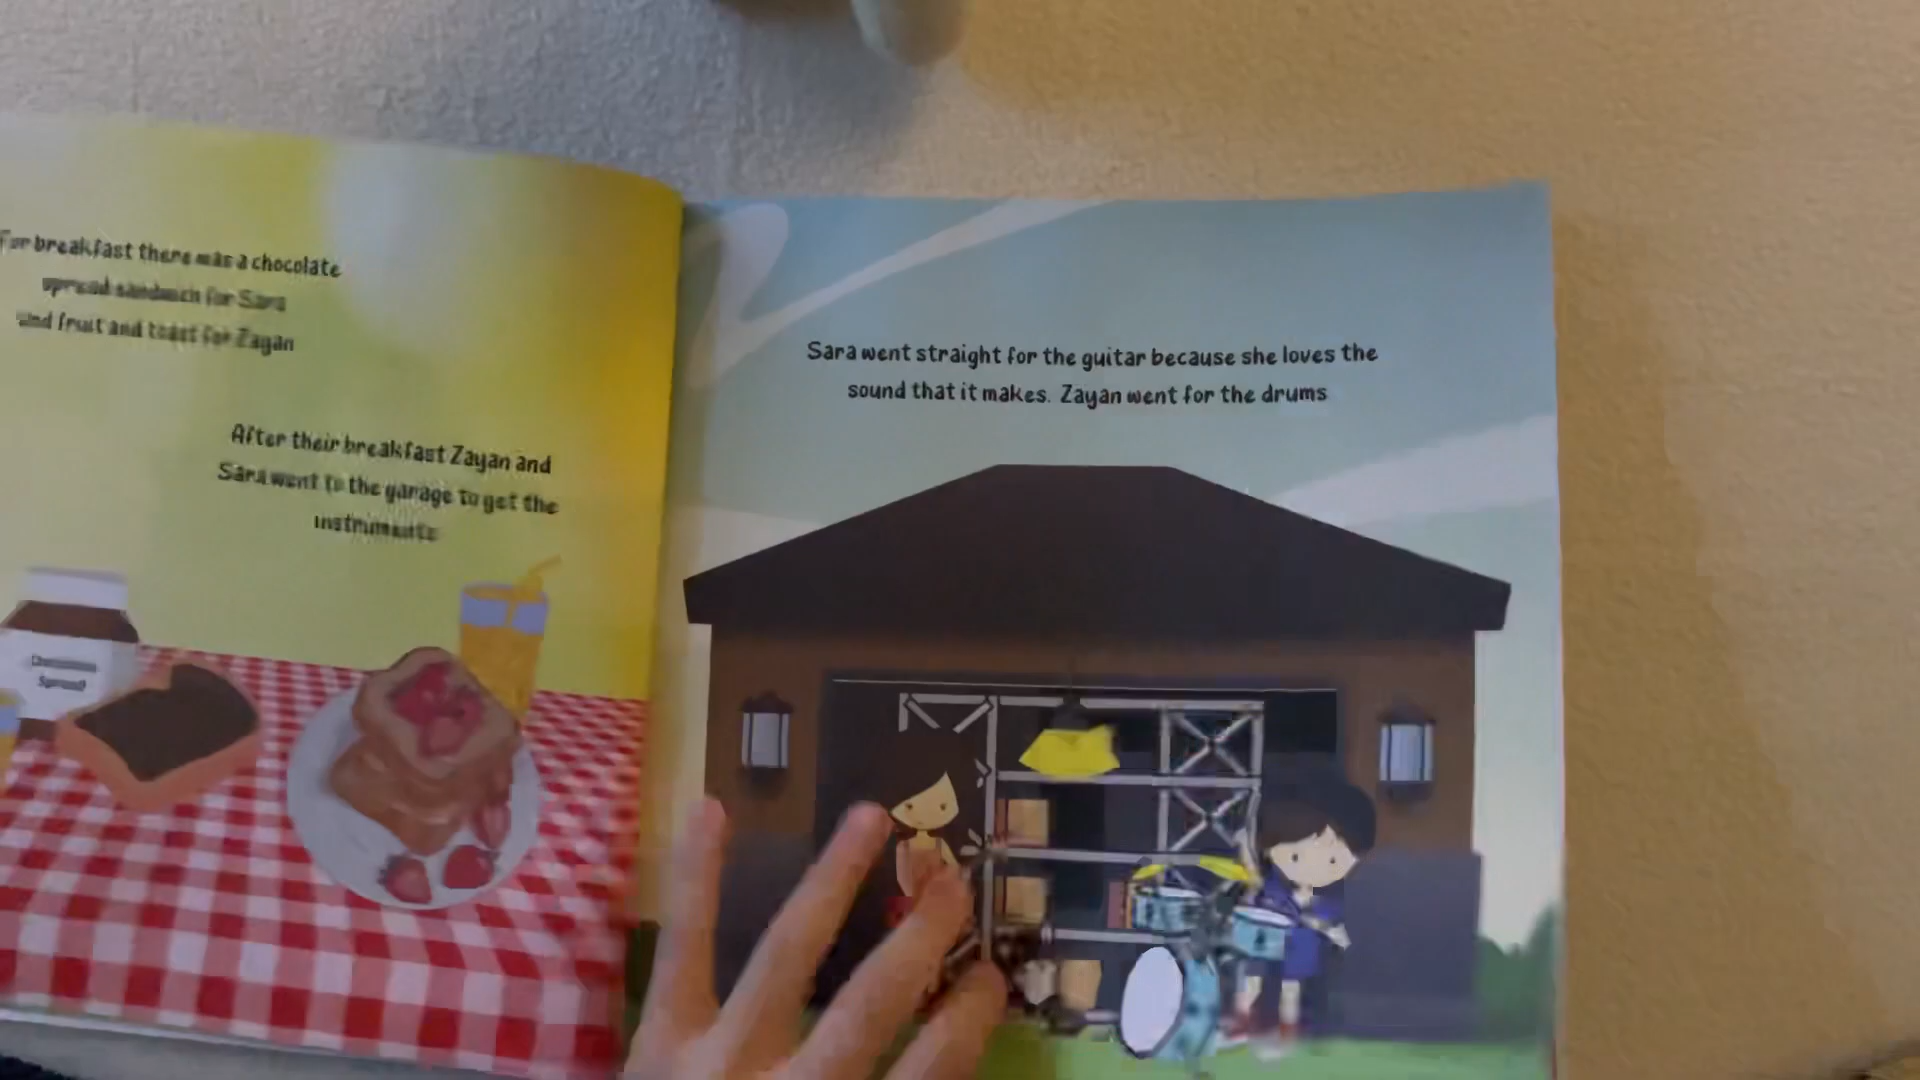 For breakfast there was a chocolate
spread sandwich for Sara
and fruit and toast for Zayan
After their breakfast Zayan and
Sara went to the garage to get the
instruments
Chocolate
Spread
Sara went straight for the guitar because she loves the
sound that it makes. Zayan went for the drums